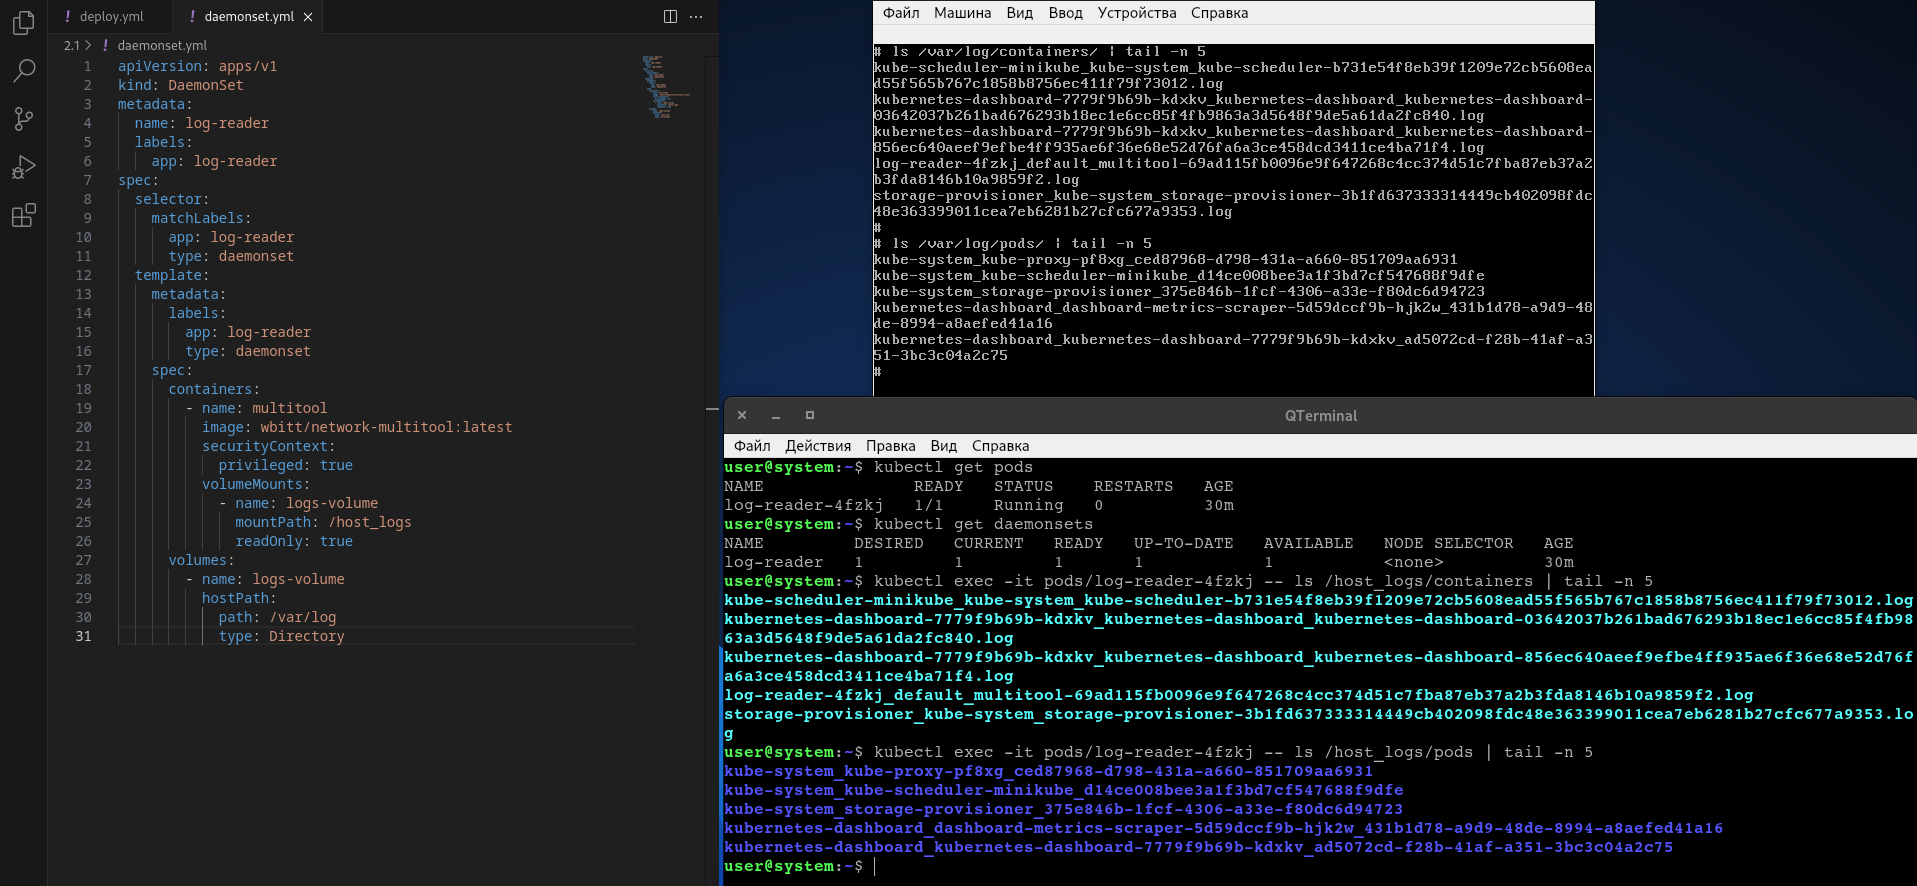 deploy.yml
daemonset.yml
2.1 > daemonset.yml
1 apiVersion: apps/v1
2 kind: DaemonSet
3 metadata:
4 name: log-reader
5 labels:
6 app: log-reader
7 spec:
8 selector:
9 matchLabels:
10 app: log-reader
11 type: daemonset
12 template:
13 metadata:
14 labels:
15 app: log-reader
16 type: daemonset
17 spec:
18 containers:
19 - name: multitool
20 image: wbitt/network-multitool:latest
21 securityContext:
22 privileged: true
23 volumeMounts:
24 - name: logs-volume
25 mountPath: /host_logs
26 readOnly: true
27 volumes:
28 - name: logs-volume
29 hostPath:
30 path: /var/log
31 type: Directory
Файл Машина Вид Ввод Устройства Справка
# ls /var/log/containers/ | tail -n 5
kube-scheduler-minikube_kube-system_kube-scheduler-b731e54f8eb39f1209e72cb5608ea
d55f565b767c1858b8756ec411f79f73012.log
kubernetes-dashboard-7779f9b69b-kdxkv_kubernetes-dashboard_kubernetes-dashboard-
03642037b261bad676293b18ec1e6cc85f4fb9863a3d5648f9de5a61da2fc840.log
kubernetes-dashboard-7779f9b69b-kdxkv_kubernetes-dashboard_kubernetes-dashboard-
856ec640aeef9efbe4ff935ae6f36e68e52d76fa6a3ce458dcd3411ce4ba71f4.log
log-reader-4fzkj_default_multitool-69ad115fb0096e9f647268c4cc374d51c7fba87eb37a2
b3fda8146b10a9859f2.log
storage-provisioner_kube-system_storage-provisioner-3b1fd637333314449cb402098fdc
48e363399011cea7eb6281b27cfc677a9353.log
#
# ls /var/log/pods/ | tail -n 5
kube-system_kube-proxy-pf8xg_ced87968-d798-431a-a660-851709aa6931
kube-system_kube-scheduler-minikube_d14ce008bee3a1f3bd7cf547688f9dfe
kube-system_storage-provisioner_375e846b-1fcf-4306-a33e-f80dc6d94723
kubernetes-dashboard_dashboard-metrics-scraper-5d59dccf9b-hjk2w_431b1d78-a9d9-48
de-8994-a8aefed41a16
kubernetes-dashboard_kubernetes-dashboard-7779f9b69b-kdxkv_ad5072cd-f28b-41af-a3
51-3bc3c04a2c75
#
QTerminal
Файл Действия Правка Вид Справка
user@system:~$ kubectl get pods
NAME READY STATUS RESTARTS AGE
log-reader-4fzkj 1/1 Running 0 30m
user@system:~$ kubectl get daemonsets
NAME DESIRED CURRENT READY UP-TO-DATE AVAILABLE NODE SELECTOR AGE
log-reader 1 1 1 1 1 <none> 30m
user@system:~$ kubectl exec -it pods/log-reader-4fzkj -- ls /host_logs/containers | tail -n 5
kube-scheduler-minikube_kube-system_kube-scheduler-b731e54f8eb39f1209e72cb5608ead55f565b767c1858b8756ec411f79f73012.log
kubernetes-dashboard-7779f9b69b-kdxkv_kubernetes-dashboard_kubernetes-dashboard-03642037b261bad676293b18ec1e6cc85f4fb98
63a3d5648f9de5a61da2fc840.log
kubernetes-dashboard-7779f9b69b-kdxkv_kubernetes-dashboard_kubernetes-dashboard-856ec640aeef9efbe4ff935ae6f36e68e52d76f
a6a3ce458dcd3411ce4ba71f4.log
log-reader-4fzkj_default_multitool-69ad115fb0096e9f647268c4cc374d51c7fba87eb37a2b3fda8146b10a9859f2.log
storage-provisioner_kube-system_storage-provisioner-3b1fd637333314449cb402098fdc48e363399011cea7eb6281b27cfc677a9353.lo
g
user@system:~$ kubectl exec -it pods/log-reader-4fzkj -- ls /host_logs/pods | tail -n 5
kube-system_kube-proxy-pf8xg_ced87968-d798-431a-a660-851709aa6931
kube-system_kube-scheduler-minikube_d14ce008bee3a1f3bd7cf547688f9dfe
kube-system_storage-provisioner_375e846b-1fcf-4306-a33e-f80dc6d94723
kubernetes-dashboard_dashboard-metrics-scraper-5d59dccf9b-hjk2w_431b1d78-a9d9-48de-8994-a8aefed41a16
kubernetes-dashboard_kubernetes-dashboard-7779f9b69b-kdxkv_ad5072cd-f28b-41af-a351-3bc3c04a2c75
user@system:~$